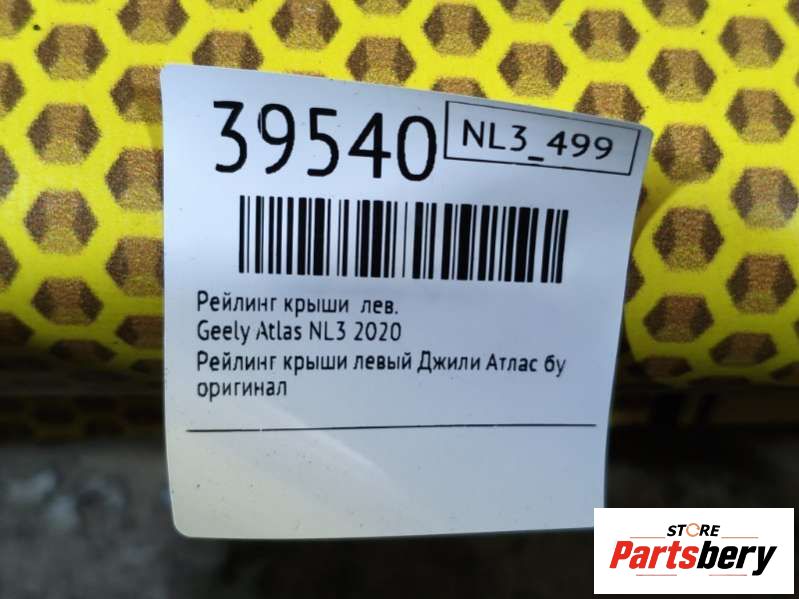 39540
NL3_499
Рейлинг крыши лев.
Geely Atlas NL3 2020
Рейлинг крыши левый Джили Атлас бу
оригинал
STORE
Partsbery